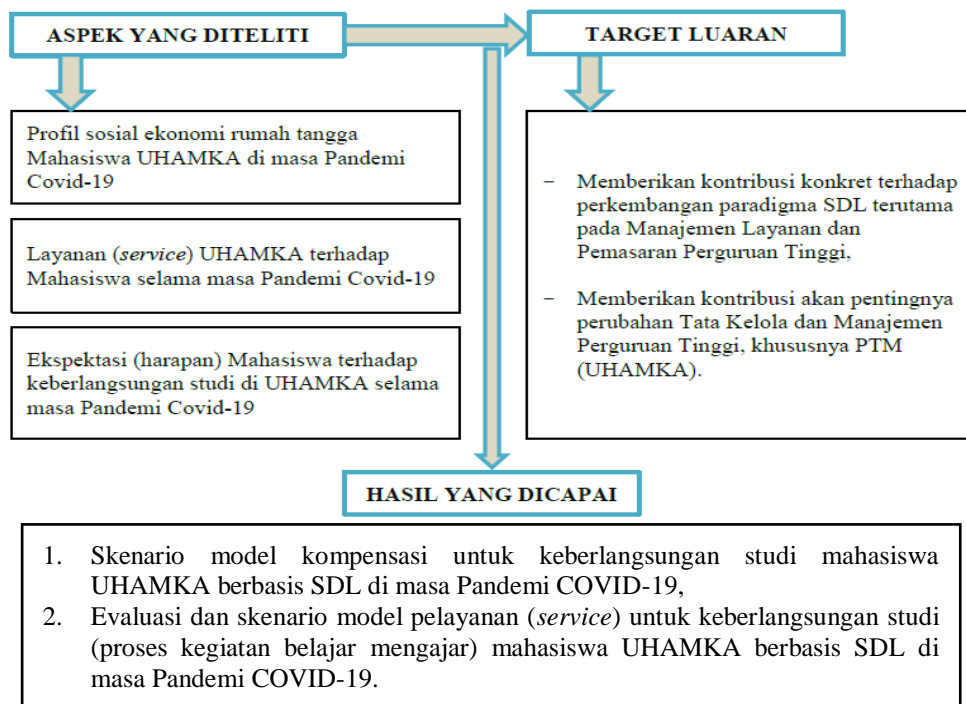 ASPEK YANG DITELITI
TARGET LUARAN
Profil sosial ekonomi rumah tangga
Mahasiswa UHAMKA di masa Pandemi
Covid-19
Layanan (service) UHAMKA terhadap
Mahasiswa selama masa Pandemi Covid-19
Ekspektasi (harapan) Mahasiswa terhadap
keberlangsungan studi di UHAMKA selama
masa Pandemi Covid-19
– Memberikan kontribusi konkret terhadap
perkembangan paradigma SDL terutama
pada Manajemen Layanan dan
Pemasaran Perguruan Tinggi,
– Memberikan kontribusi akan pentingnya
perubahan Tata Kelola dan Manajemen
Perguruan Tinggi, khususnya PTM
(UHAMKA).
HASIL YANG DICAPAI
1. Skenario model kompensasi untuk keberlangsungan studi mahasiswa
UHAMKA berbasis SDL di masa Pandemi COVID-19,
2. Evaluasi dan skenario model pelayanan (service) untuk keberlangsungan studi
(proses kegiatan belajar mengajar) mahasiswa UHAMKA berbasis SDL di
masa Pandemi COVID-19.